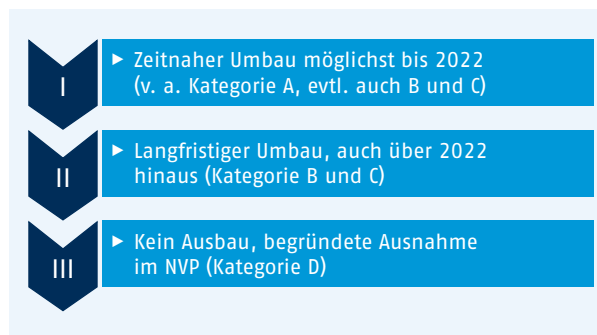 I
▶ Zeitnaher Umbau möglichst bis 2022
(v. a. Kategorie A, evtl. auch B und C)
II
▶ Langfristiger Umbau, auch über 2022
hinaus (Kategorie B und C)
III
▶ Kein Ausbau, begründete Ausnahme
im NVP (Kategorie D)